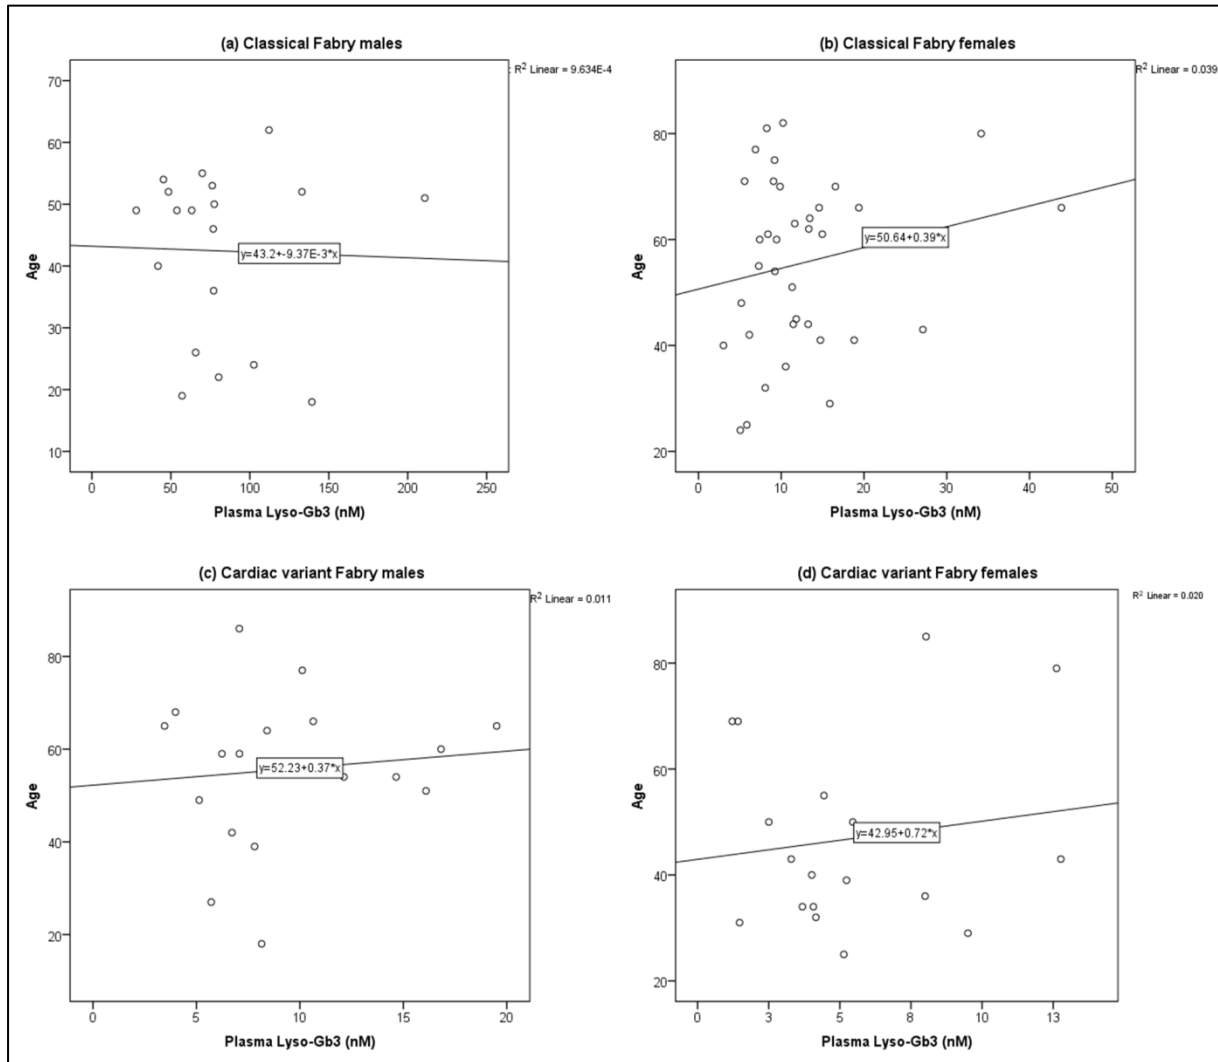 (a) Classical Fabry males
: R² Linear = 9.634E-4
70
60
50
40
30
20
10
Age
y=43.2+-9.37E-3*x
0 50 100 150 200 250
Plasma Lyso-Gb3 (nM)
(b) Classical Fabry females
R² Linear = 0.039
80
60
40
20
Age
y=50.64+0.39*x
0 10 20 30 40 50
Plasma Lyso-Gb3 (nM)
(c) Cardiac variant Fabry males
R² Linear = 0.011
80
60
40
20
Age
y=52.23+0.37*x
0 5 10 15 20
Plasma Lyso-Gb3 (nM)
(d) Cardiac variant Fabry females
R² Linear = 0.020
80
60
40
20
Age
y=42.95+0.72*x
0 3 5 8 10 13
Plasma Lyso-Gb3 (nM)